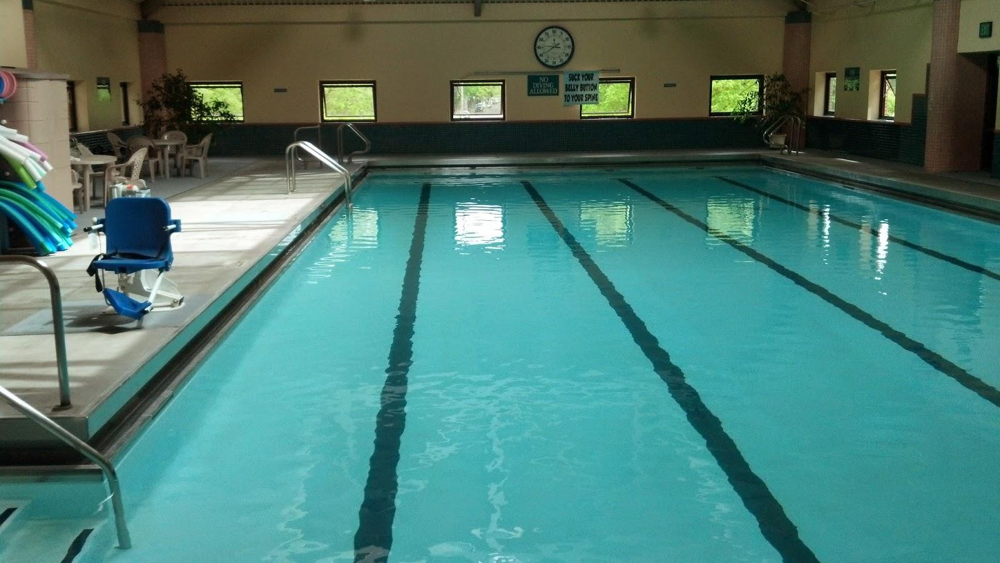 NO
DIVING
ALLOWED
SUCK YOUR
BELLY BUTTON
TO YOUR SPINE